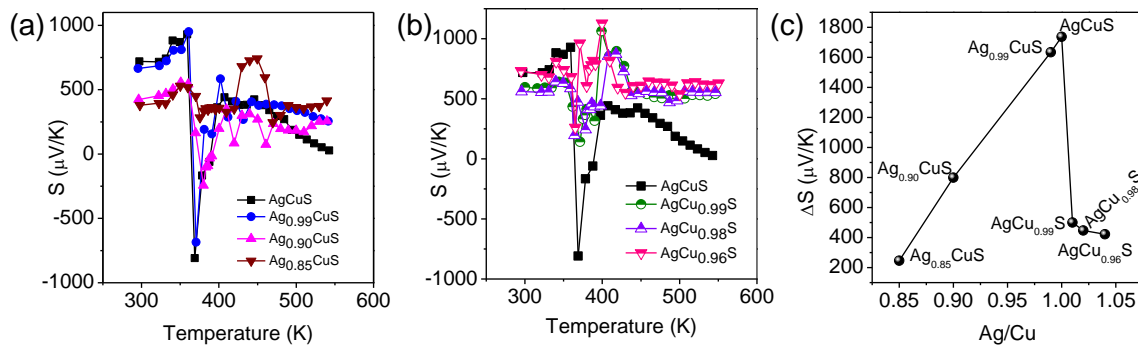 (a)
1000
500
0
-500
-1000
S (μV/K)
300
400
500
600
Temperature (K)
AgCuS
Ag0.99CuS
Ag0.90CuS
Ag0.85CuS
(b)
1000
500
0
-500
-1000
S (μV/K)
300
400
500
600
Temperature (K)
AgCuS
AgCu0.99S
AgCu0.98S
AgCu0.96S
(c)
1800
1600
1400
1200
1000
800
600
400
200
ΔS (μV/K)
0.85
0.90
0.95
1.00
1.05
Ag/Cu
AgCuS
Ag0.99CuS
Ag0.90CuS
Ag0.85CuS
AgCu0.99S
AgCu0.98S
AgCu0.96S